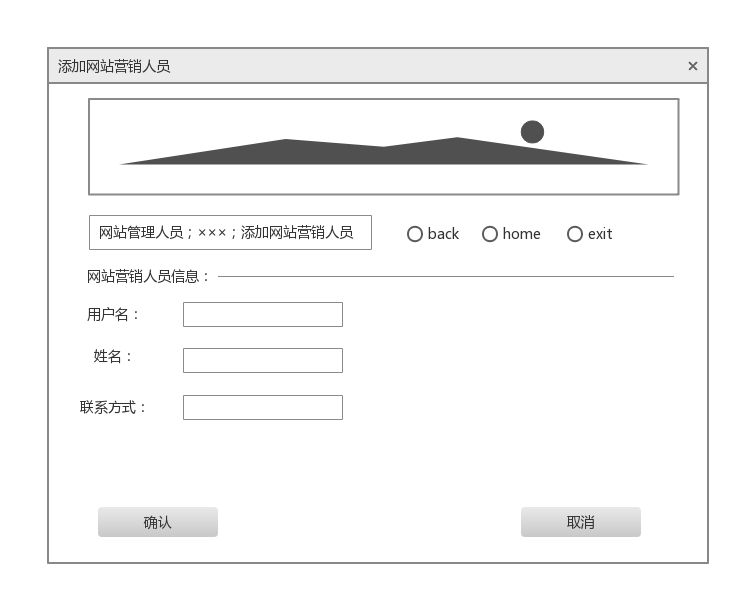 添加网站营销人员 ×
网站管理人员；×××；添加网站营销人员 back home exit
网站营销人员信息：
用户名：
姓名：
联系方式：
确认 取消